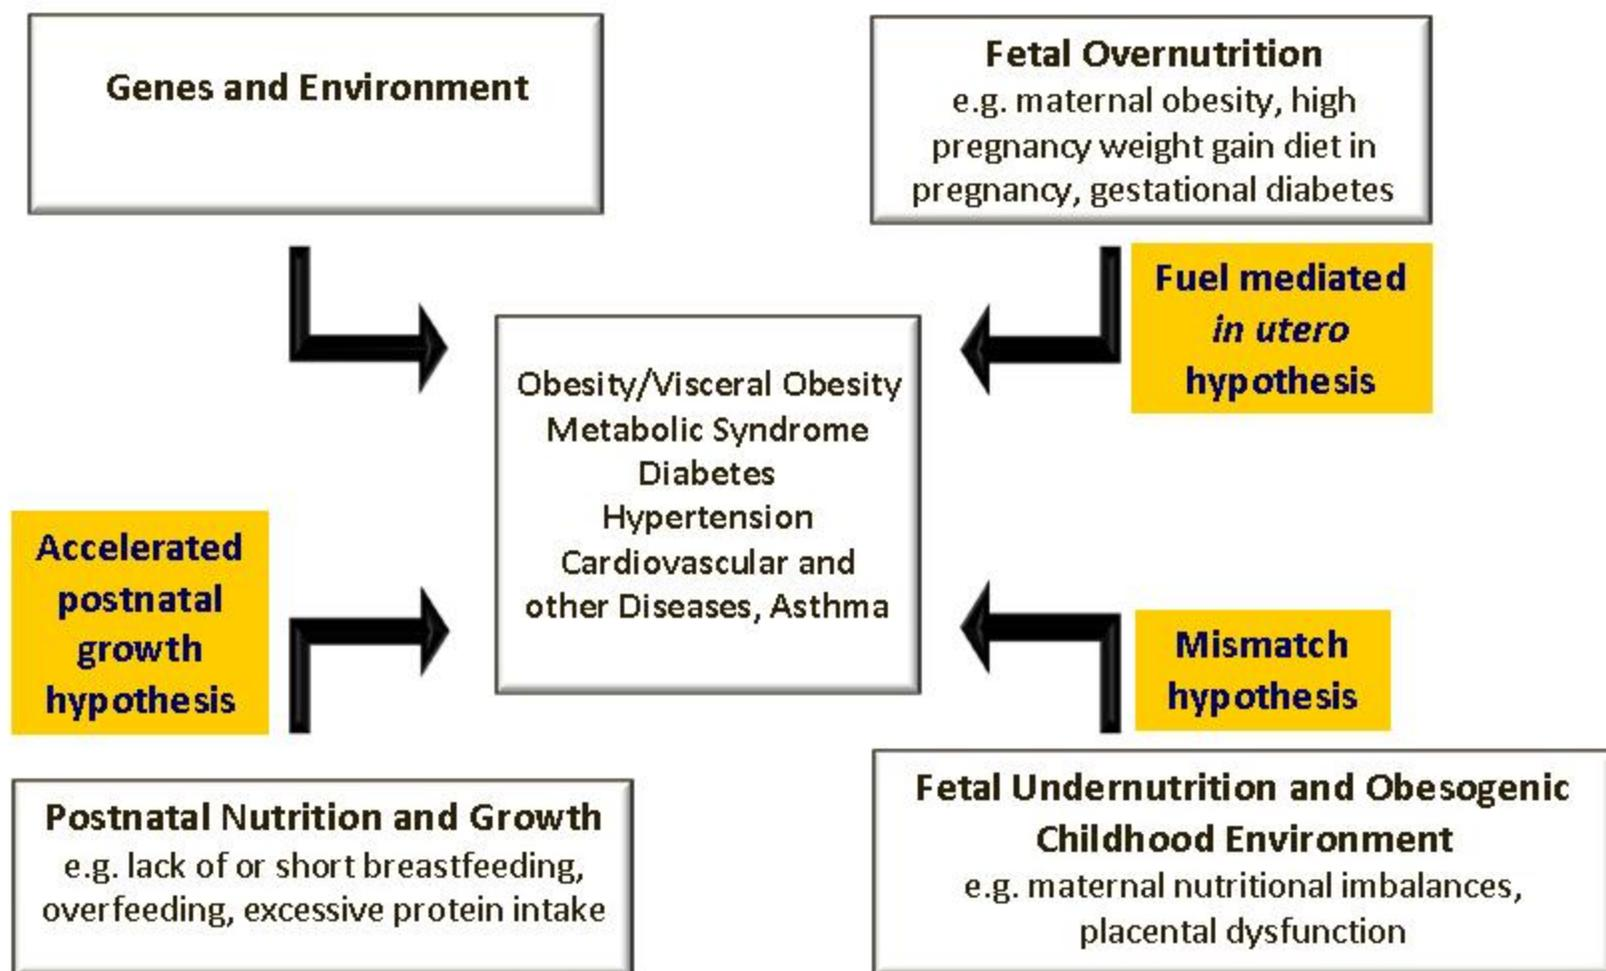 Genes and Environment
Fetal Overnutrition
e.g. maternal obesity, high
pregnancy weight gain diet in
pregnancy, gestational diabetes
Fuel mediated
in utero
hypothesis
Obesity/Visceral Obesity
Metabolic Syndrome
Diabetes
Hypertension
Cardiovascular and
other Diseases, Asthma
Accelerated
postnatal
growth
hypothesis
Mismatch
hypothesis
Postnatal Nutrition and Growth
e.g. lack of or short breastfeeding,
overfeeding, excessive protein intake
Fetal Undernutrition and Obesogenic
Childhood Environment
e.g. maternal nutritional imbalances,
placental dysfunction